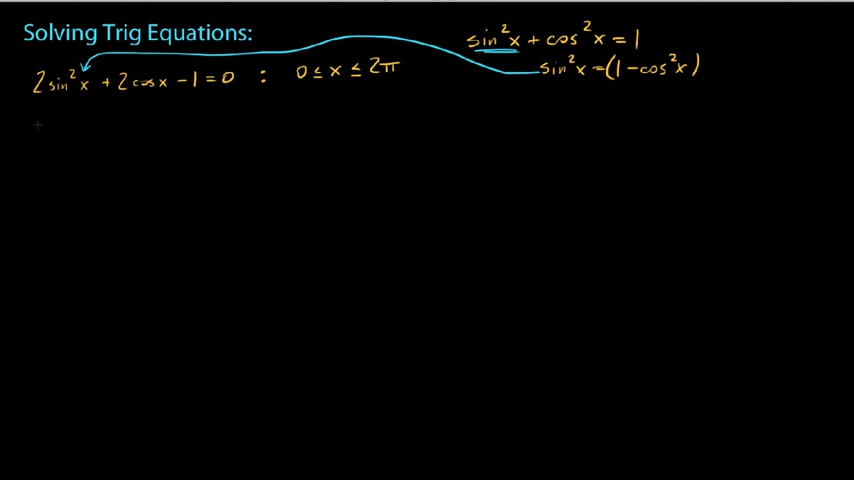 Solving Trig Equations:
sin²x + cos²x = 1
sin²x = (1 - cos²x)
2sin²x + 2cosx - 1 = 0 : 0 ≤ x ≤ 2π